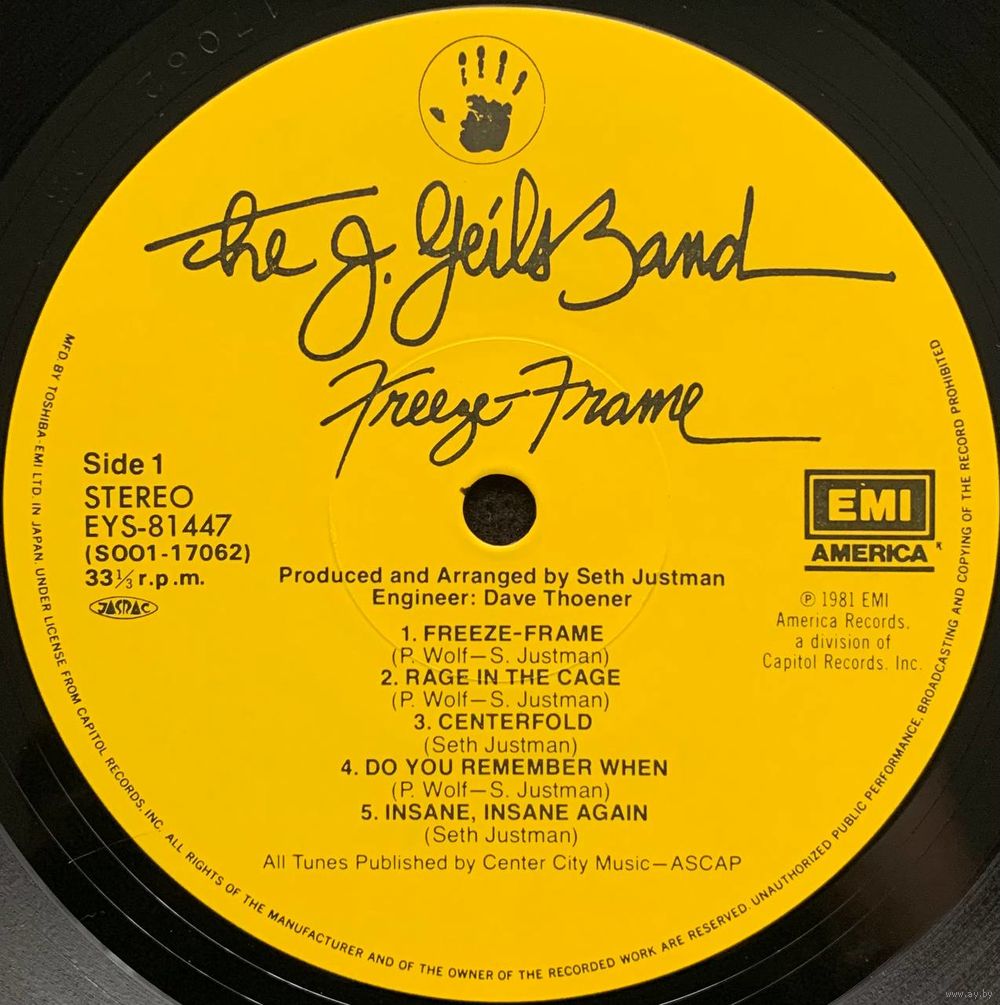 The J. Geils Band
Freeze-Frame
Side 1
STEREO
EYS-81447
(SOO1-17062)
33⅓ r.p.m.
JASRAC
EMI
AMERICA
Produced and Arranged by Seth Justman
Engineer: Dave Thoener
℗ 1981 EMI
America Records,
a division of
Capitol Records. Inc.
1. FREEZE-FRAME
(P. Wolf—S. Justman)
2. RAGE IN THE CAGE
(P. Wolf—S. Justman)
3. CENTERFOLD
(Seth Justman)
4. DO YOU REMEMBER WHEN
(P. Wolf—S. Justman)
5. INSANE, INSANE AGAIN
(Seth Justman)
All Tunes Published by Center City Music—ASCAP
MFD. BY TOSHIBA-EMI LTD. IN JAPAN. UNDER LICENSE FROM CAPITOL RECORDS, INC. ALL RIGHTS OF THE MANUFACTURER AND OF THE OWNER OF THE RECORDED WORK ARE RESERVED. UNAUTHORIZED PUBLIC PERFORMANCE, BROADCASTING AND COPYING OF THE RECORD PROHIBITED
www.ay.by